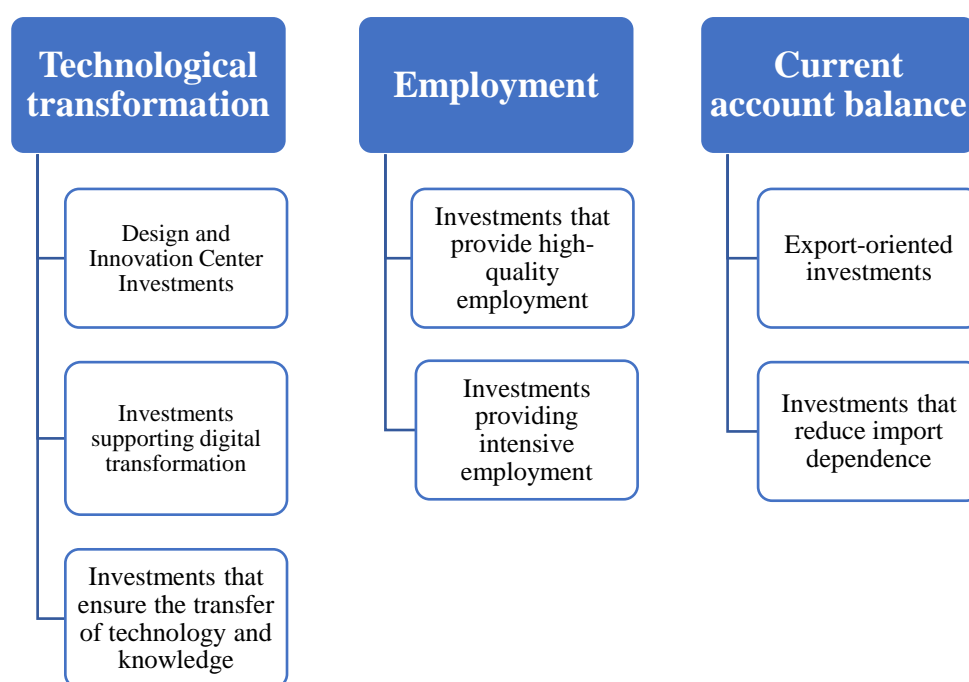 Technological
transformation
Design and
Innovation Center
Investments
Investments
supporting digital
transformation
Investments that
ensure the transfer
of technology and
knowledge
Employment
Investments that
provide high-
quality
employment
Investments
providing
intensive
employment
Current
account balance
Export-oriented
investments
Investments that
reduce import
dependence